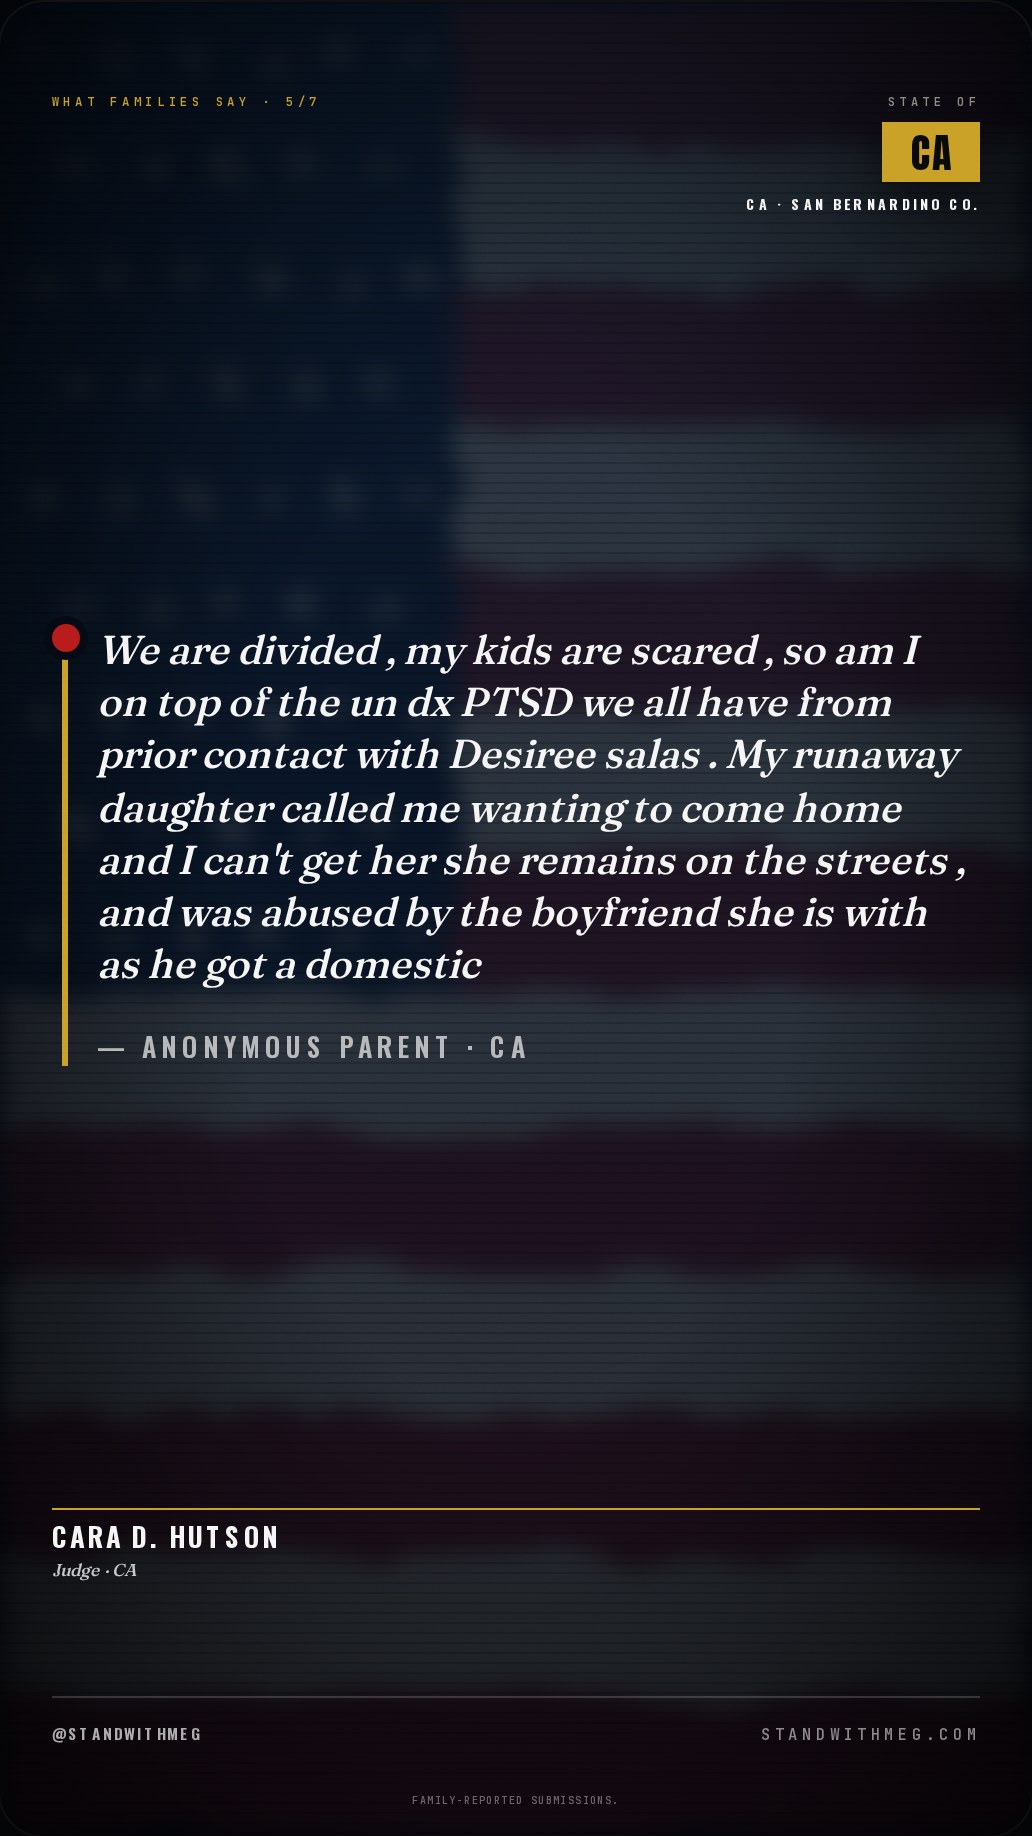 WHAT FAMILIES SAY · 5/7
STATE OF
CA
CA · SAN BERNARDINO CO.
We are divided , my kids are scared , so am I
on top of the un dx PTSD we all have from
prior contact with Desiree salas . My runaway
daughter called me wanting to come home
and I can't get her she remains on the streets ,
and was abused by the boyfriend she is with
as he got a domestic
— ANONYMOUS PARENT · CA
CARA D. HUTSON
Judge · CA
@STANDWITHMEG
STANDWITHMEG.COM
FAMILY-REPORTED SUBMISSIONS.